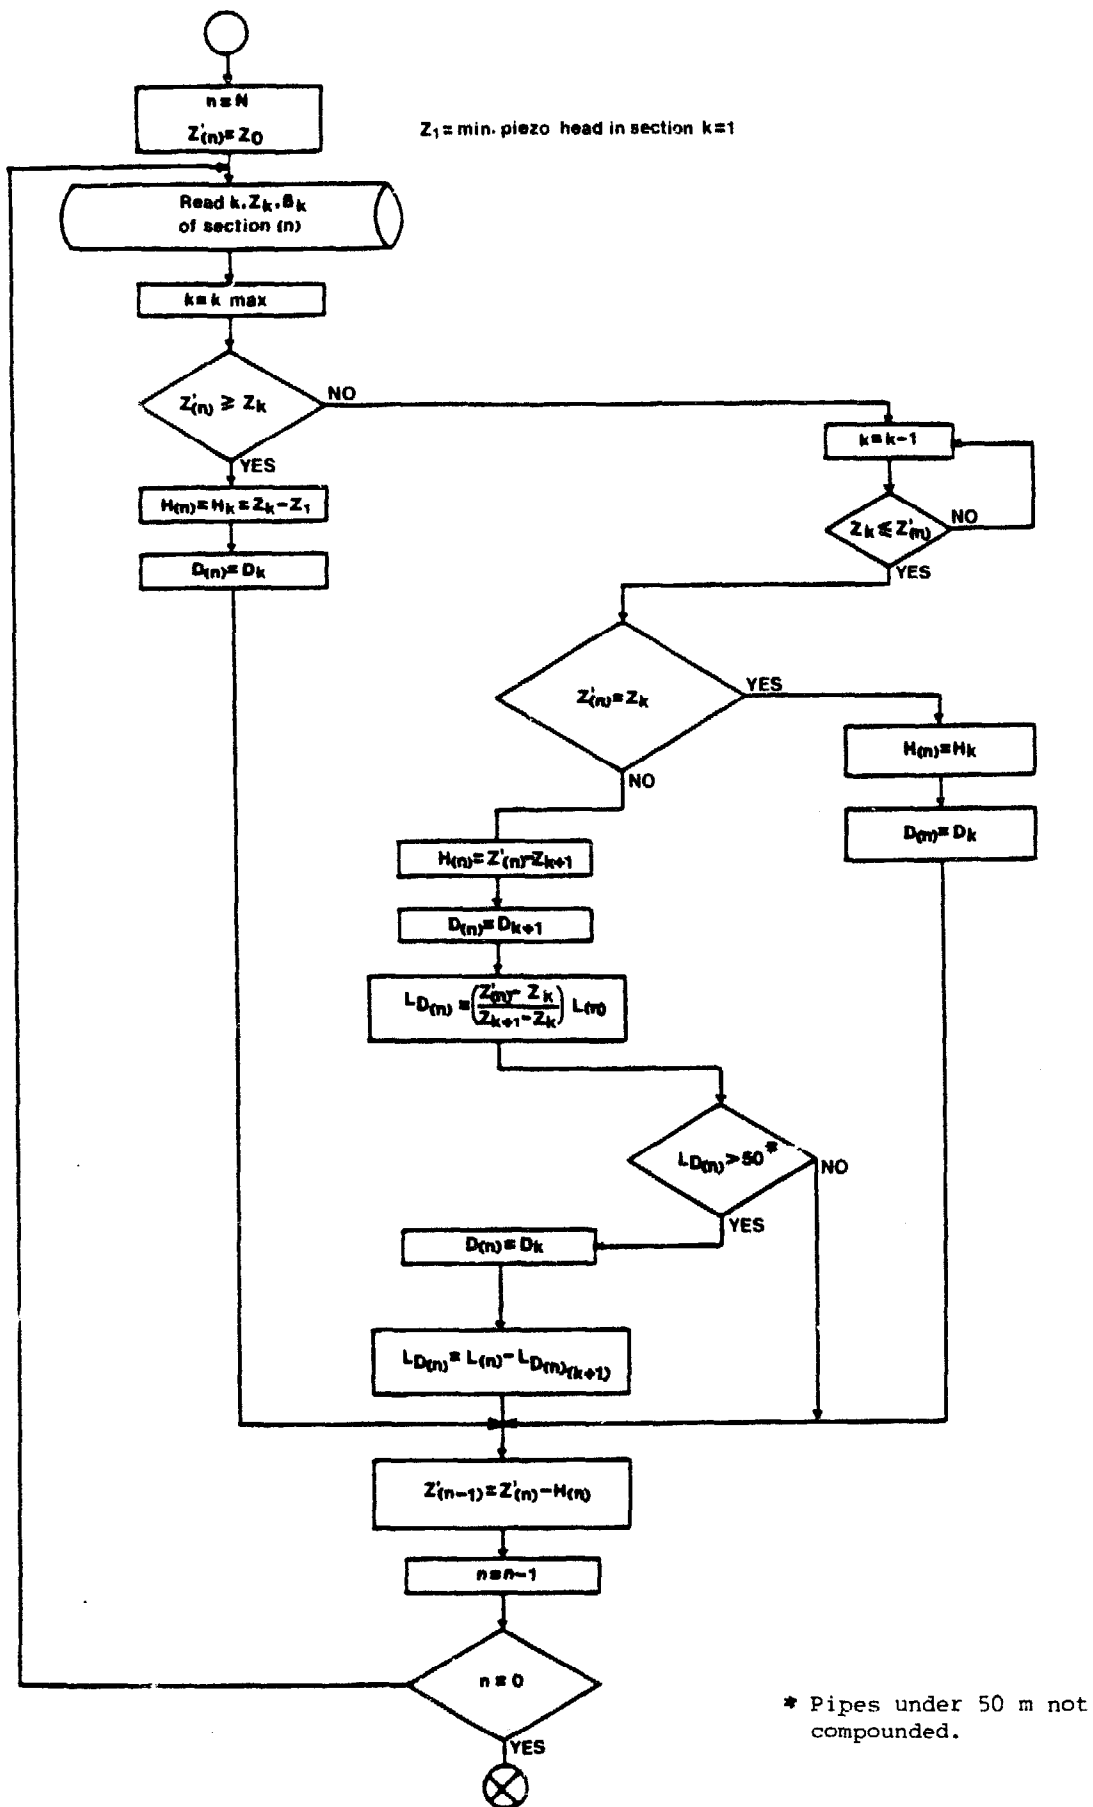 n = N
Z'(n) = Z0
Z1 = min. piezo head in section k=1
Read k, Zk, Bk
of section (n)
k = k max
Z'(n) ≥ Zk
NO
YES
k = k-1
H(n) = Hk = Zk - Z1
Zk ≤ Z'(n)
NO
YES
D(n) = Dk
Z'(n) = Zk
YES
NO
H(n) = Hk
D(n) = Dk
H(n) = Z'(n) - Zk+1
D(n) = Dk+1
LD(n) = (Z'(n) - Zk / Zk+1 - Zk) L(n)
LD(n) > 50 *
NO
YES
D(n) = Dk
LD(n) = L(n) - LD(n)(k+1)
Z'(n-1) = Z'(n) - H(n)
n = n-1
n = 0
YES
* Pipes under 50 m not
compounded.